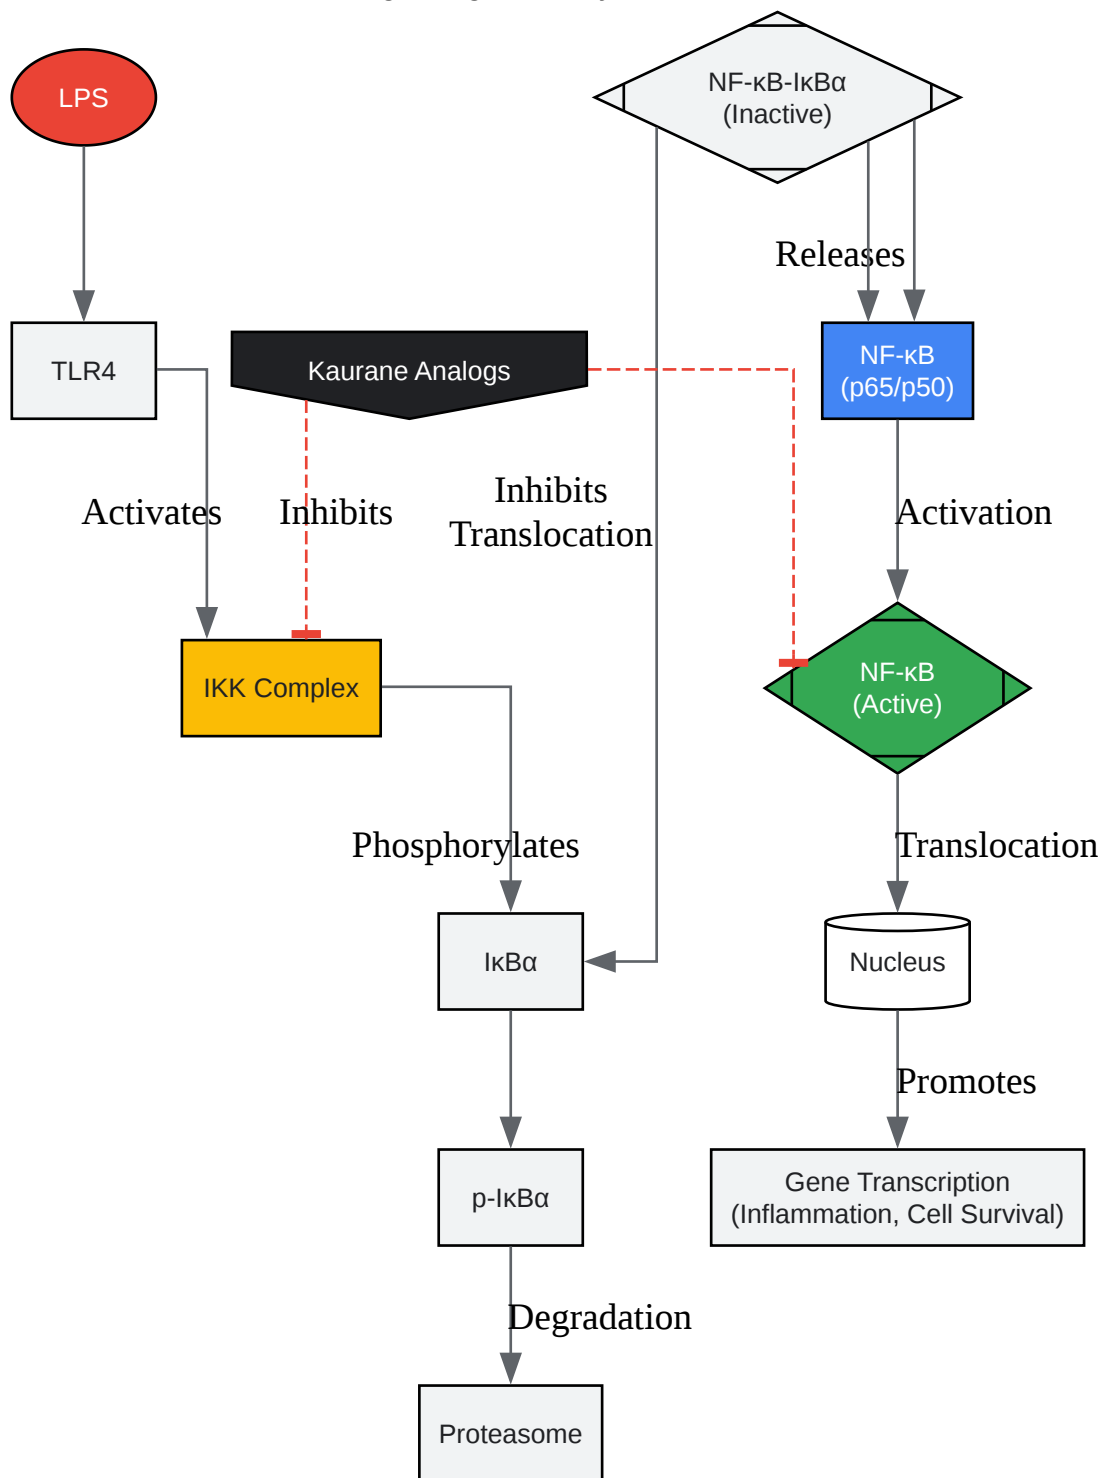 LPS
NF-κB-IκBα
(Inactive)
Releases
TLR4
Kaurane Analogs
NF-κB
(p65/p50)
Activates
Inhibits
Inhibits
Translocation
Activation
IKK Complex
NF-κB
(Active)
Phosphorylates
Translocation
IκBα
Nucleus
Promotes
p-IκBα
Gene Transcription
(Inflammation, Cell Survival)
Degradation
Proteasome